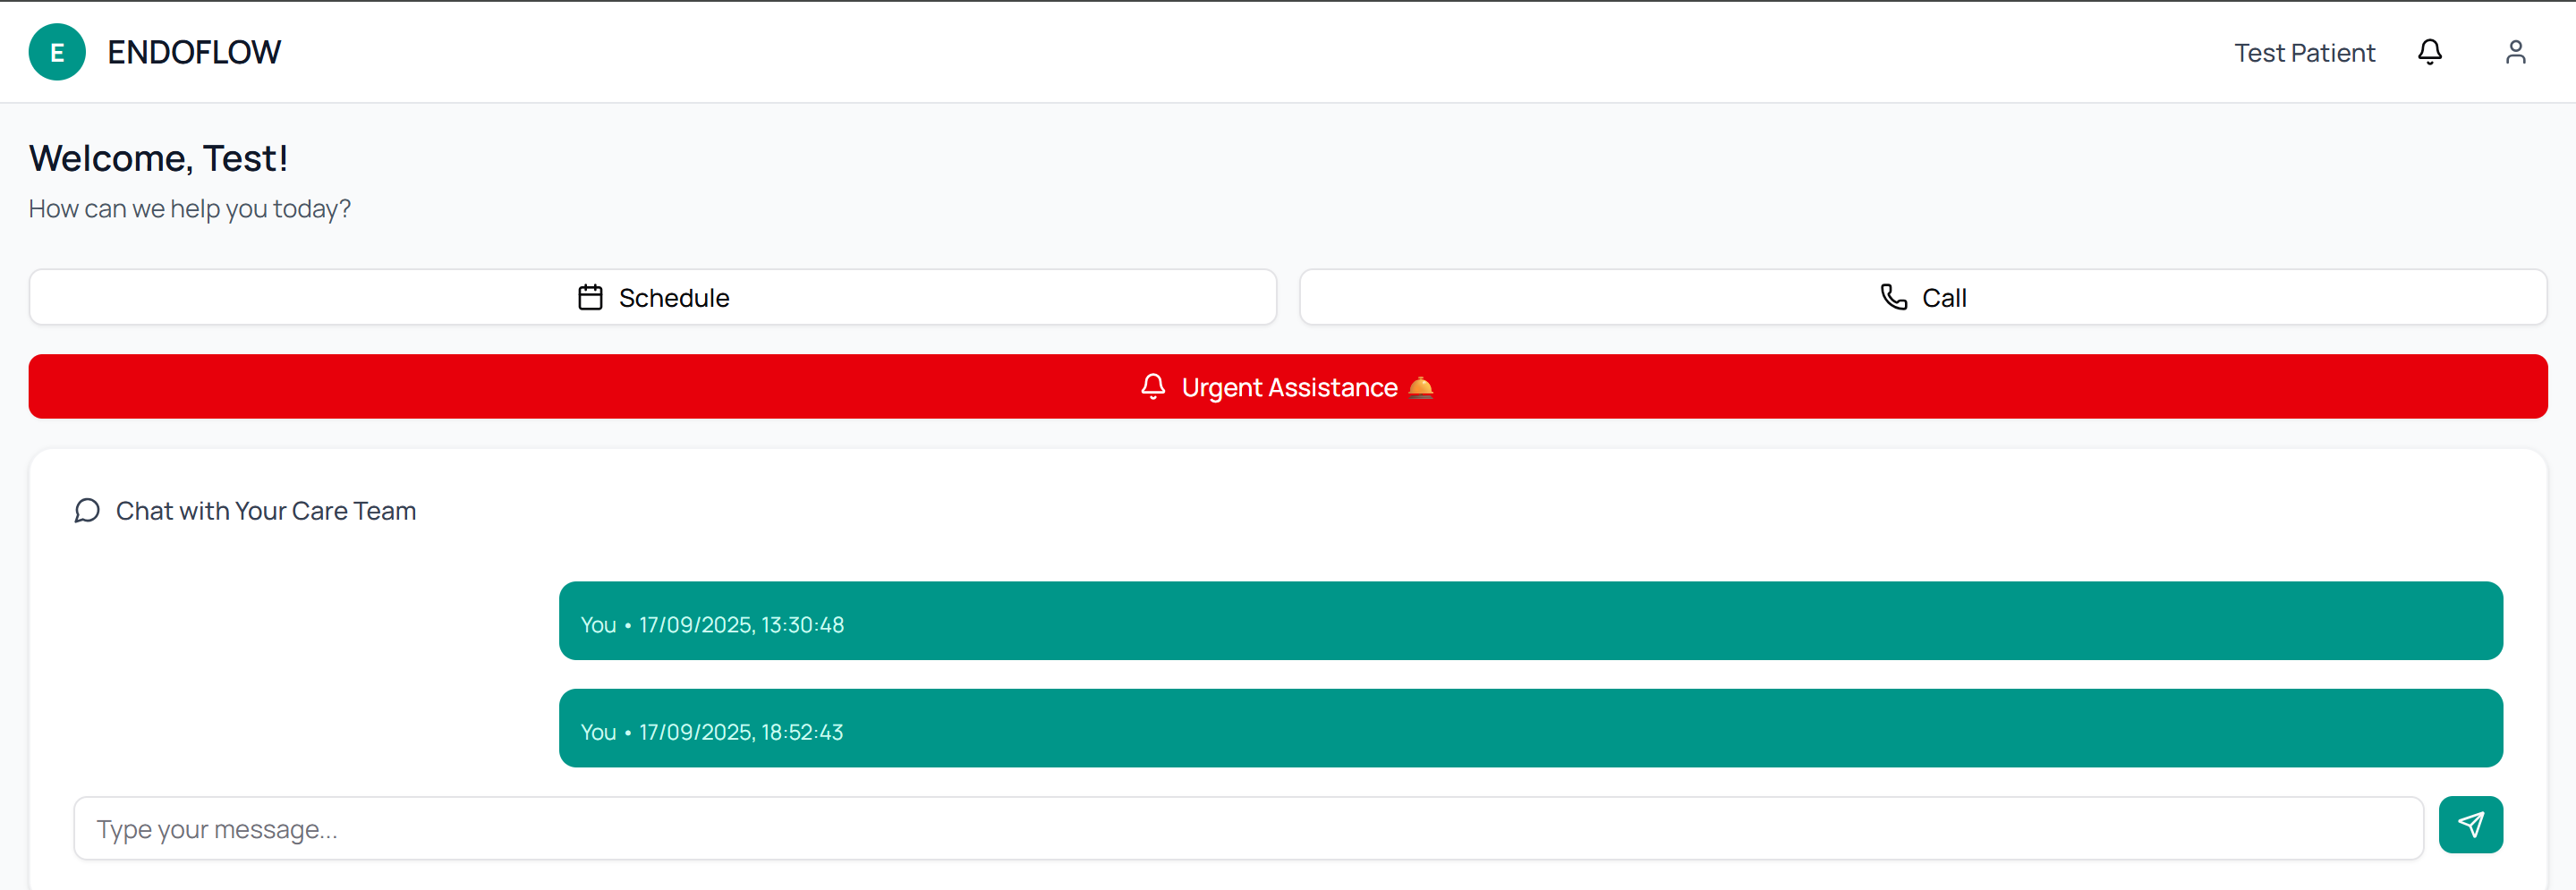 E ENDOFLOW
Test Patient
Welcome, Test!
How can we help you today?
Schedule
Call
Urgent Assistance 🛎️
Chat with Your Care Team
You • 17/09/2025, 13:30:48
You • 17/09/2025, 18:52:43
Type your message...